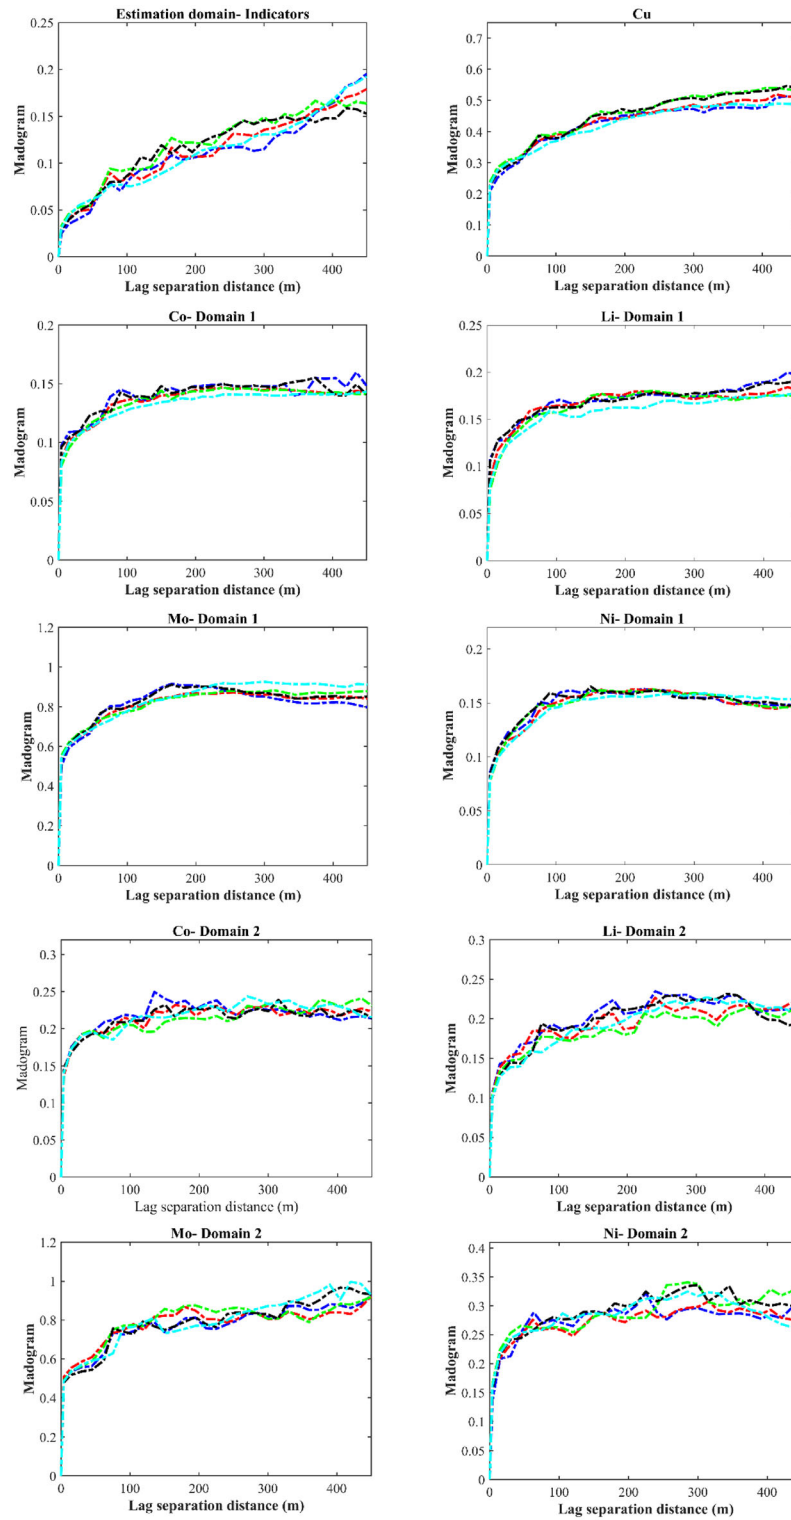 Estimation domain- Indicators
0.25
0.2
0.15
0.1
0.05
0
Madogram
0 100 200 300 400
Lag separation distance (m)
Cu
0.7
0.6
0.5
0.4
0.3
0.2
0.1
0
Madogram
0 100 200 300 400
Lag separation distance (m)
Co- Domain 1
0.2
0.15
0.1
0.05
0
Madogram
0 100 200 300 400
Lag separation distance (m)
Li- Domain 1
0.25
0.2
0.15
0.1
0.05
0
Madogram
0 100 200 300 400
Lag separation distance (m)
Mo- Domain 1
1.2
1
0.8
0.6
0.4
0.2
0
Madogram
0 100 200 300 400
Lag separation distance (m)
Ni- Domain 1
0.2
0.15
0.1
0.05
0
Madogram
0 100 200 300 400
Lag separation distance (m)
Co- Domain 2
0.3
0.25
0.2
0.15
0.1
0.05
0
Madogram
0 100 200 300 400
Lag separation distance (m)
Li- Domain 2
0.3
0.25
0.2
0.15
0.1
0.05
0
Madogram
0 100 200 300 400
Lag separation distance (m)
Mo- Domain 2
1.2
1
0.8
0.6
0.4
0.2
0
Madogram
0 100 200 300 400
Lag separation distance (m)
Ni- Domain 2
0.4
0.35
0.3
0.25
0.2
0.15
0.1
0.05
0
Madogram
0 100 200 300 400
Lag separation distance (m)